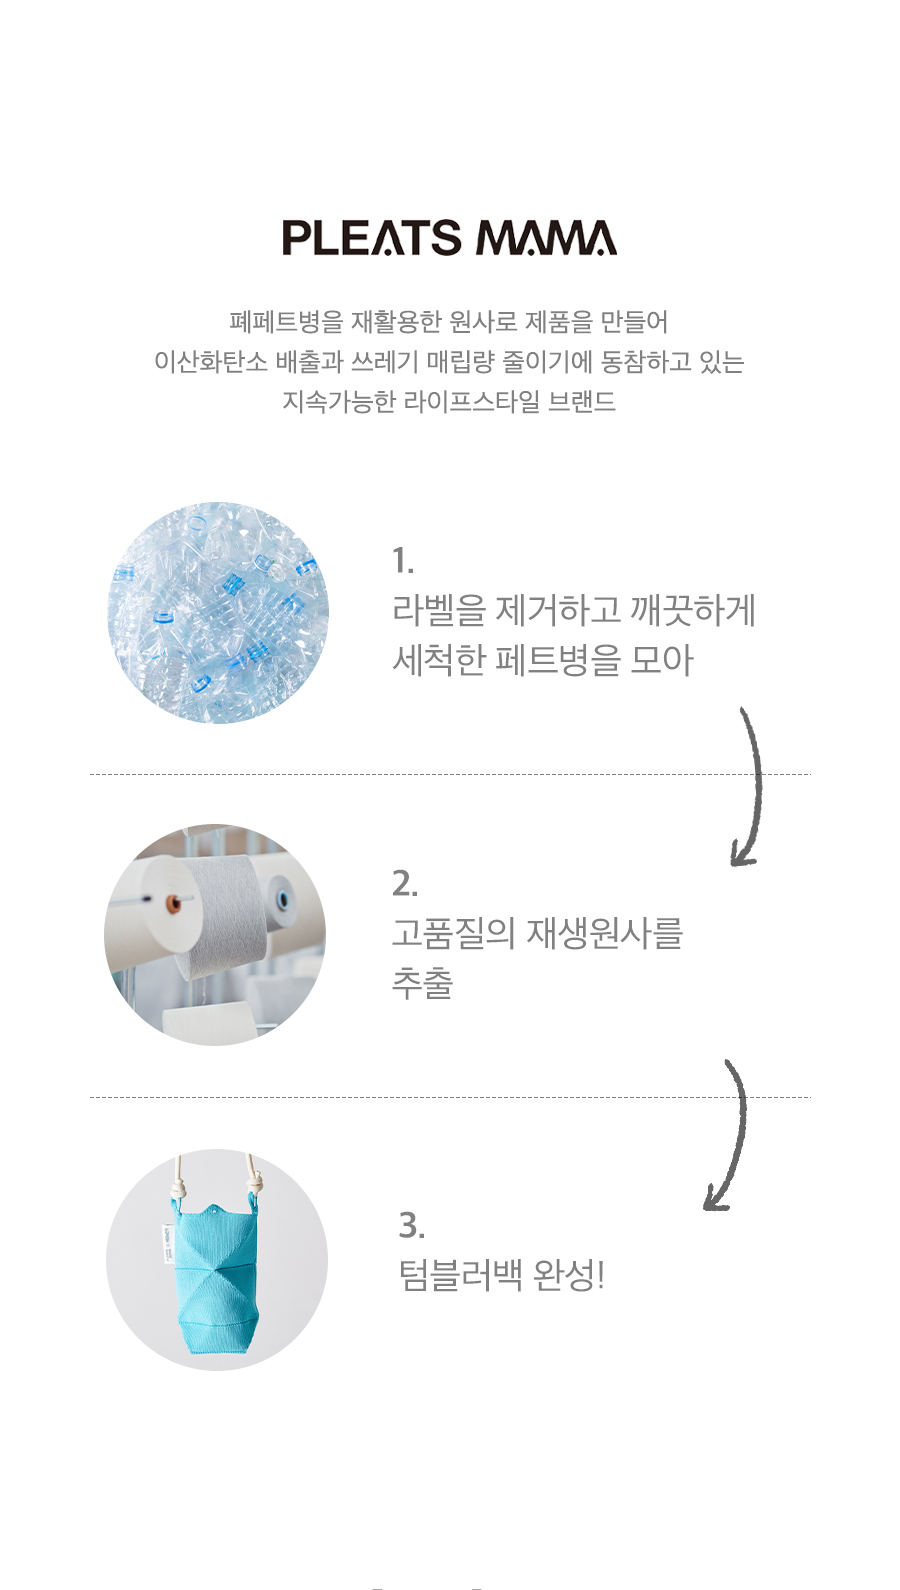 PLEATS MAMA
폐페트병을 재활용한 원사로 제품을 만들어
이산화탄소 배출과 쓰레기 매립량 줄이기에 동참하고 있는
지속가능한 라이프스타일 브랜드
1.
라벨을 제거하고 깨끗하게
세척한 페트병을 모아
2.
고품질의 재생원사를
추출
3.
텀블러백 완성!